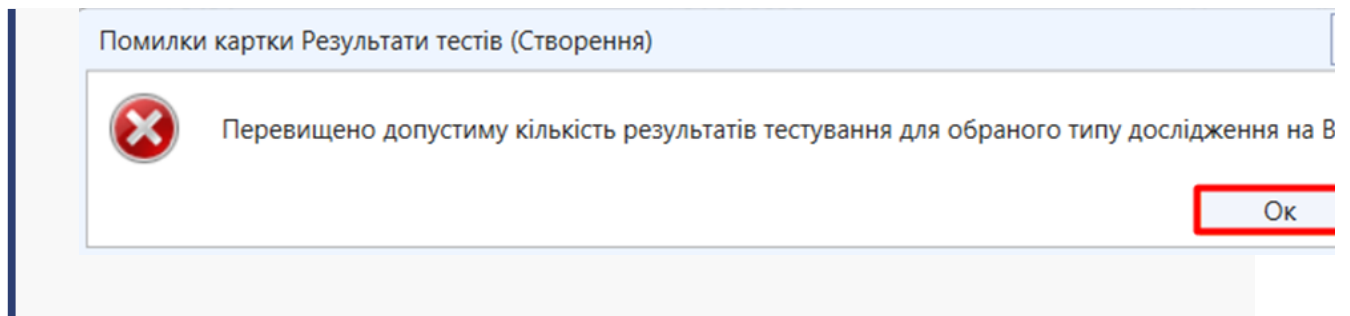 Помилки картки Результати тестів (Створення)
Перевищено допустиму кількість результатів тестування для обраного типу дослідження на В
Ок